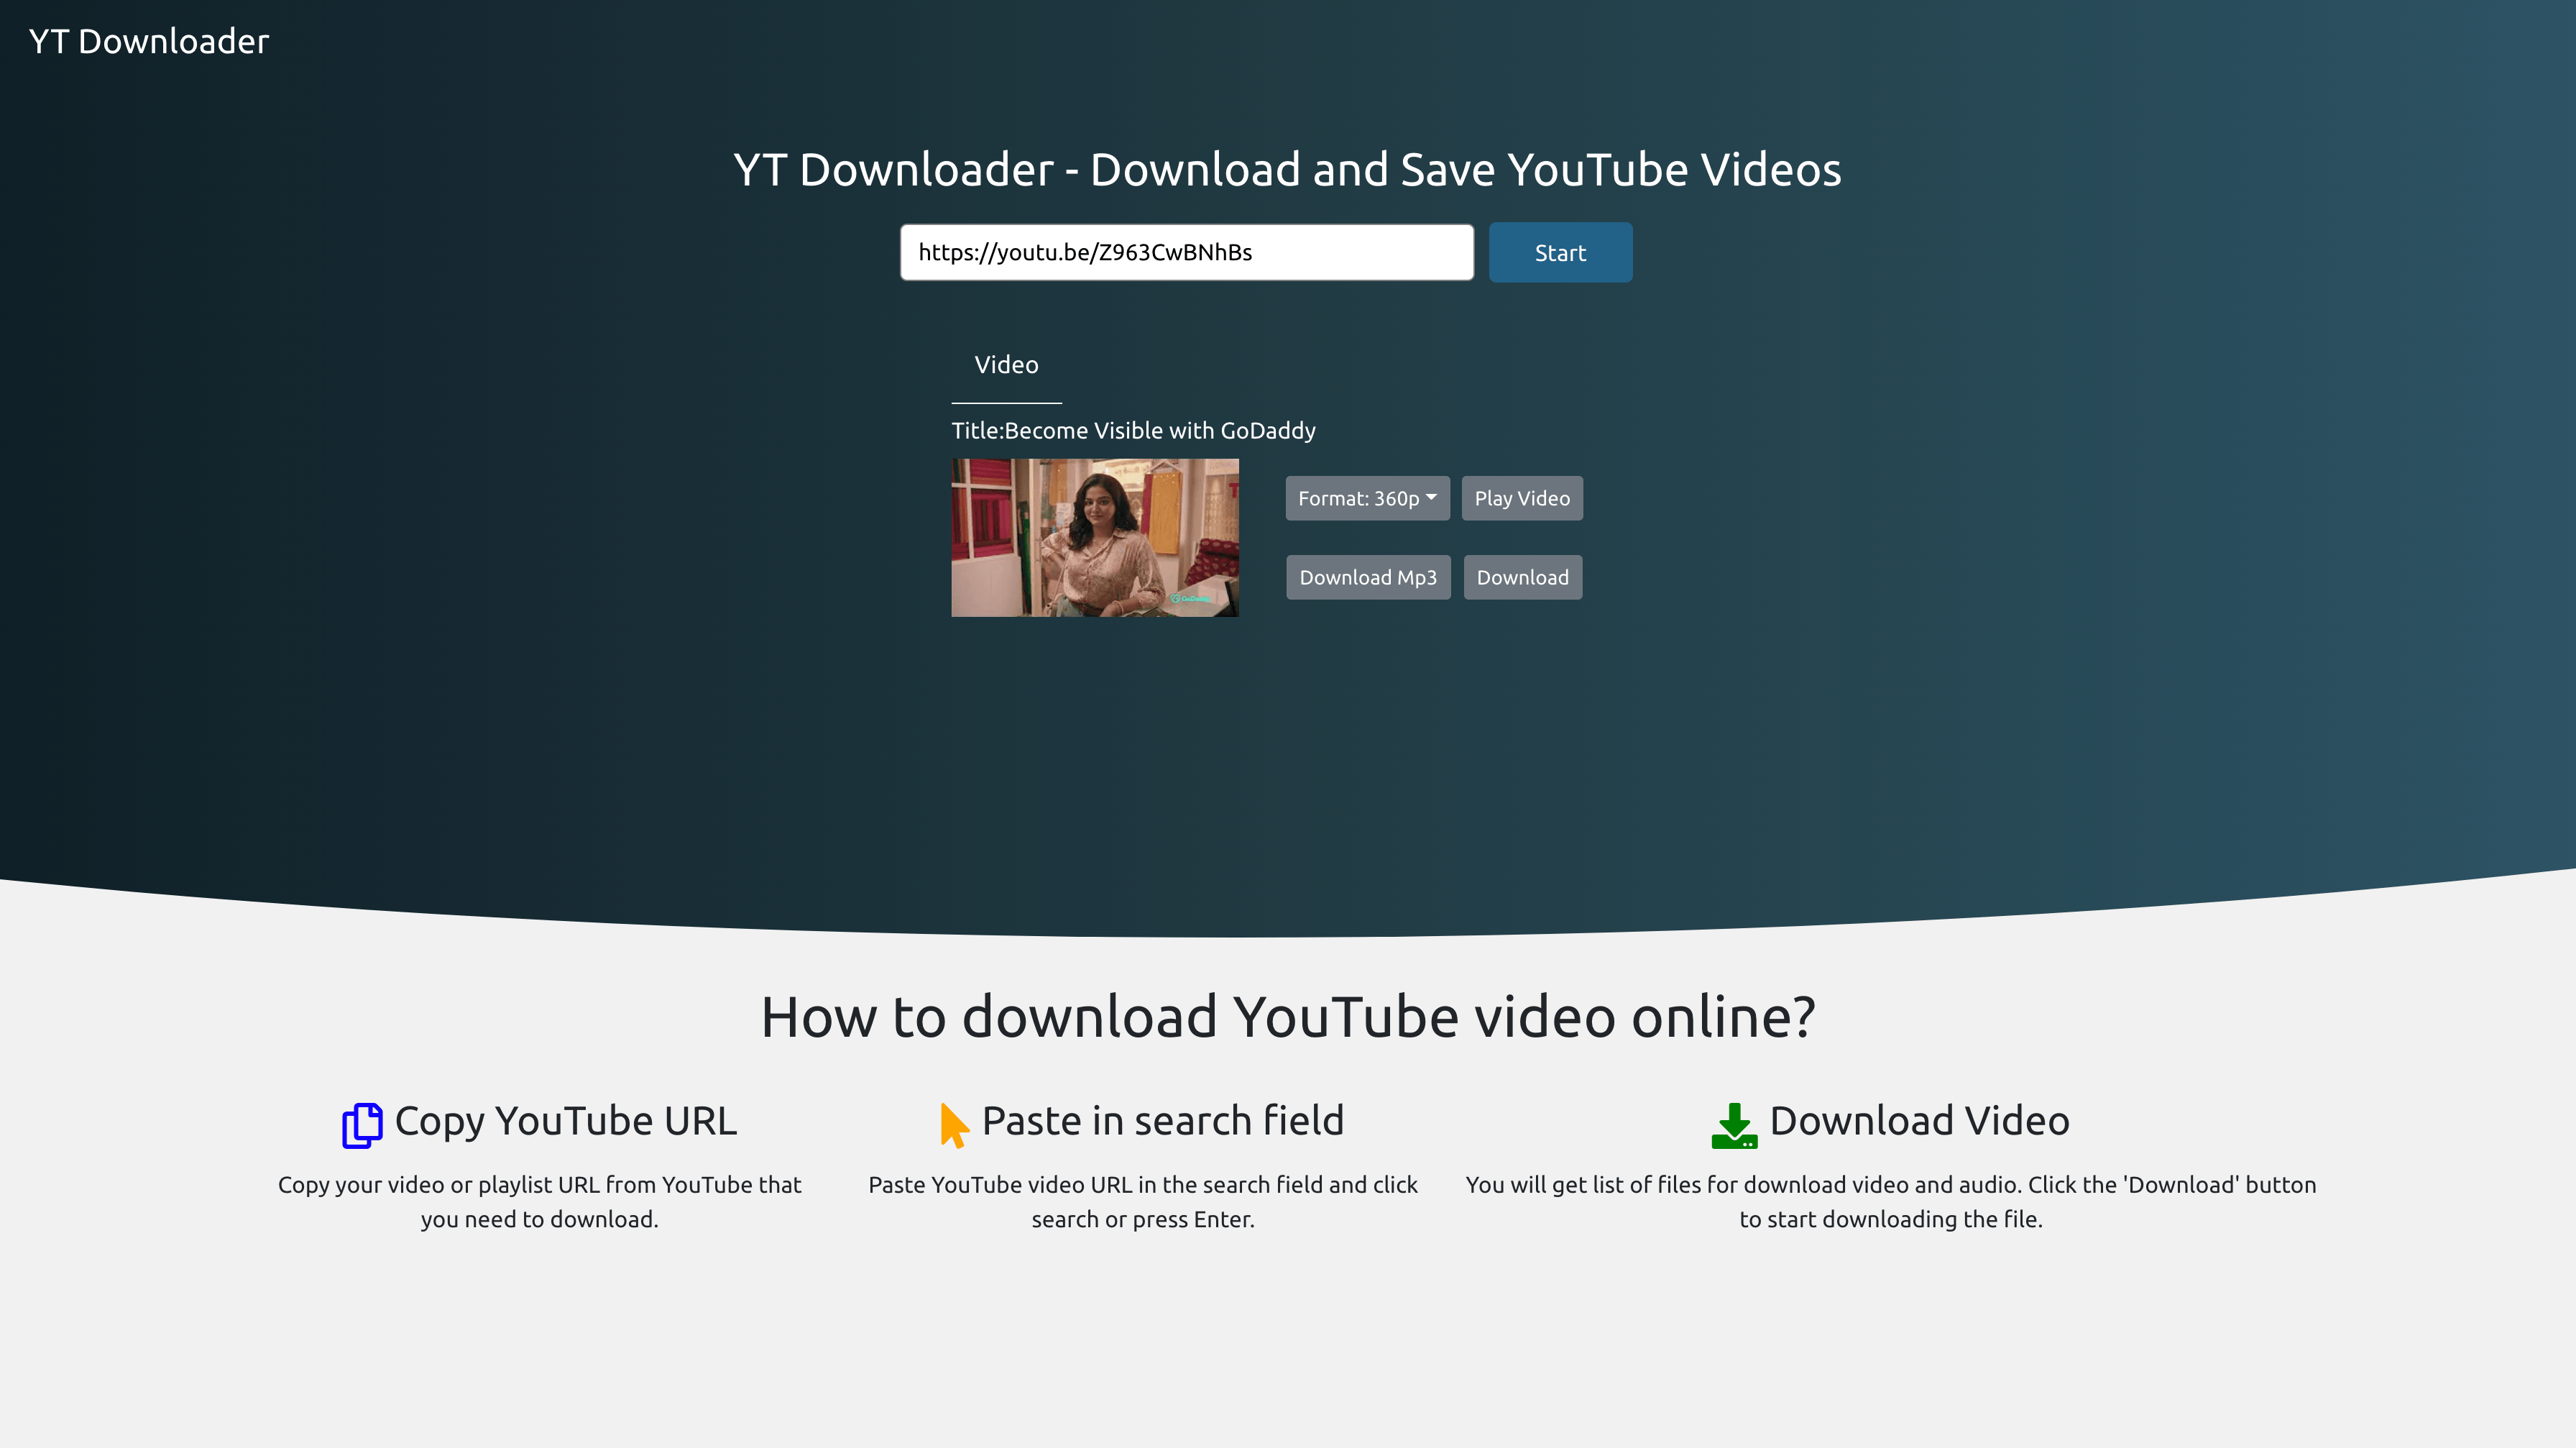 YT Downloader
YT Downloader - Download and Save YouTube Videos
https://youtu.be/Z963CwBNhBs
Start
Video
Title:Become Visible with GoDaddy
Format: 360p
Play Video
Download Mp3
Download
GoDaddy
How to download YouTube video online?
Copy YouTube URL
Copy your video or playlist URL from YouTube that
you need to download.
Paste in search field
Paste YouTube video URL in the search field and click
search or press Enter.
Download Video
You will get list of files for download video and audio. Click the 'Download' button
to start downloading the file.